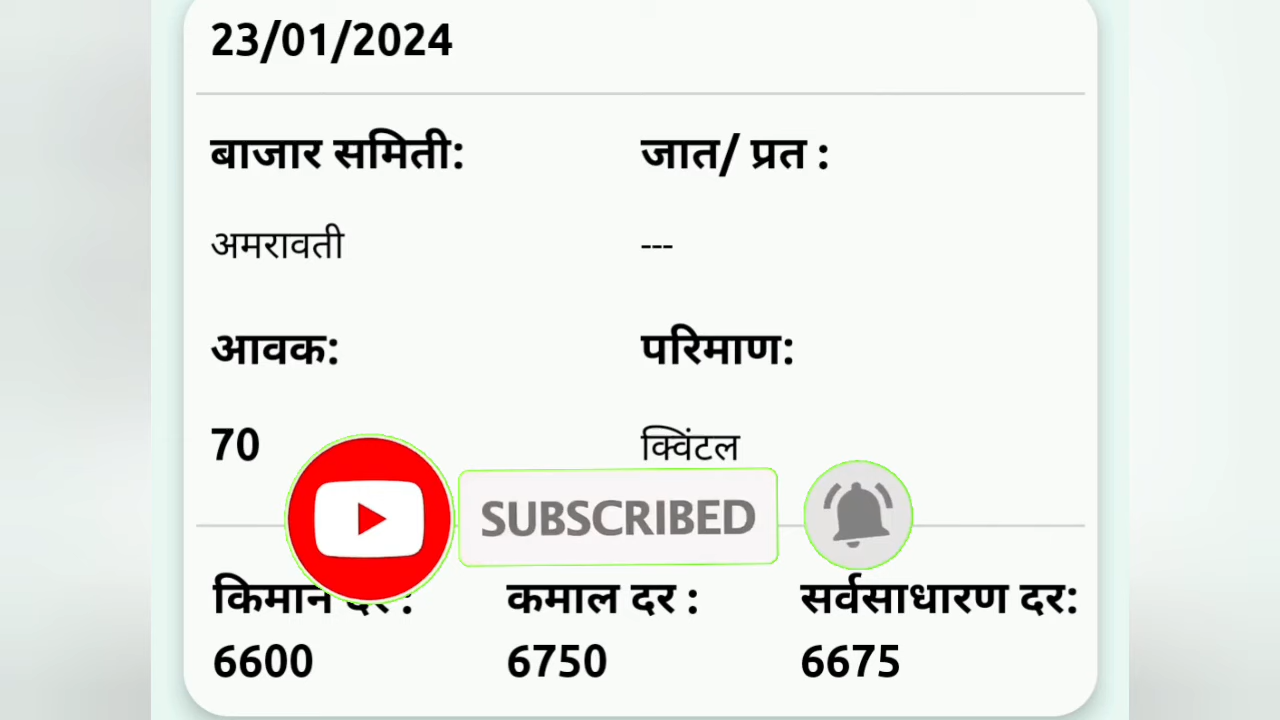 23/01/2024
बाजार समिती: जात/ प्रत :
अमरावती ---
आवक: परिमाण:
70 क्विंटल
SUBSCRIBED
किमान दर : कमाल दर : सर्वसाधारण दर:
6600 6750 6675